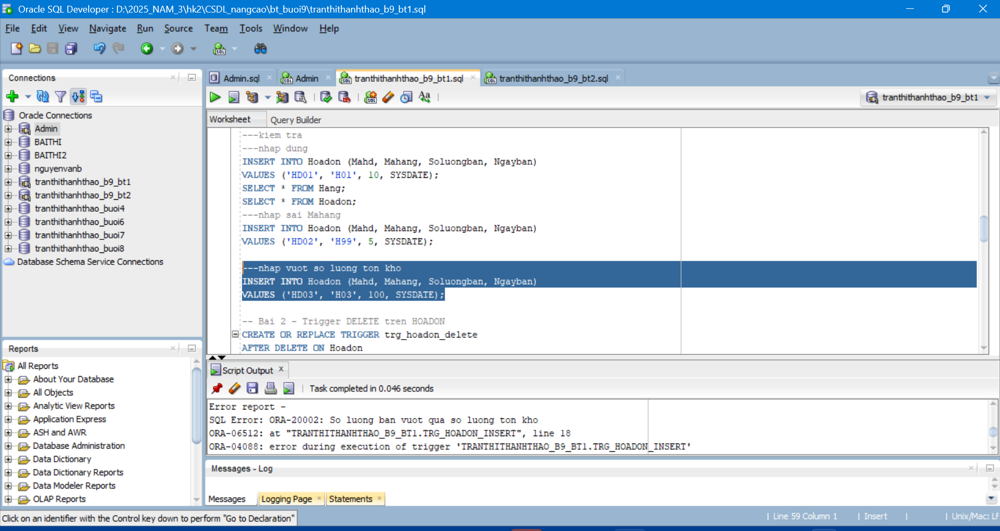 Oracle SQL Developer : D:\2025_NAM_3\hk2\CSDL_nangcao\bt_buoi9\tranthithanhthao_b9_bt1.sql
File Edit View Navigate Run Source Team Tools Window Help
Connections
Oracle Connections
Admin
BAITHI
BAITHI2
nguyenvanb
tranthithanhthao_b9_bt1
tranthithanhthao_b9_bt2
tranthithanhthao_buoi4
tranthithanhthao_buoi6
tranthithanhthao_buoi7
tranthithanhthao_buoi8
Database Schema Service Connections
Reports
All Reports
About Your Database
All Objects
Analytic View Reports
Application Express
ASH and AWR
Database Administration
Data Dictionary
Data Dictionary Reports
Data Modeler Reports
OLAP Reports
Admin.sql Admin tranthithanhthao_b9_bt1.sql tranthithanhthao_b9_bt2.sql
tranthithanhthao_b9_bt1
Worksheet Query Builder
---kiem tra
---nhap dung
INSERT INTO Hoadon (Mahd, Mahang, Soluongban, Ngayban)
VALUES ('HD01', 'H01', 10, SYSDATE);
SELECT * FROM Hang;
SELECT * FROM Hoadon;
---nhap sai Mahang
INSERT INTO Hoadon (Mahd, Mahang, Soluongban, Ngayban)
VALUES ('HD02', 'H99', 5, SYSDATE);
---nhap vuot so luong ton kho
INSERT INTO Hoadon (Mahd, Mahang, Soluongban, Ngayban)
VALUES ('HD03', 'H03', 100, SYSDATE);
-- Bai 2 - Trigger DELETE tren HOADON
CREATE OR REPLACE TRIGGER trg_hoadon_delete
AFTER DELETE ON Hoadon
Script Output
Task completed in 0.046 seconds
Error report -
SQL Error: ORA-20002: So luong ban vuot qua so luong ton kho
ORA-06512: at "TRANTHITHANHTHAO_B9_BT1.TRG_HOADON_INSERT", line 18
ORA-04088: error during execution of trigger 'TRANTHITHANHTHAO_B9_BT1.TRG_HOADON_INSERT'
Messages - Log
Messages Logging Page Statements
Click on an identifier with the Control key down to perform "Go to Declaration"
| Line 59 Column 1 | Insert | | Unix/Mac: LF